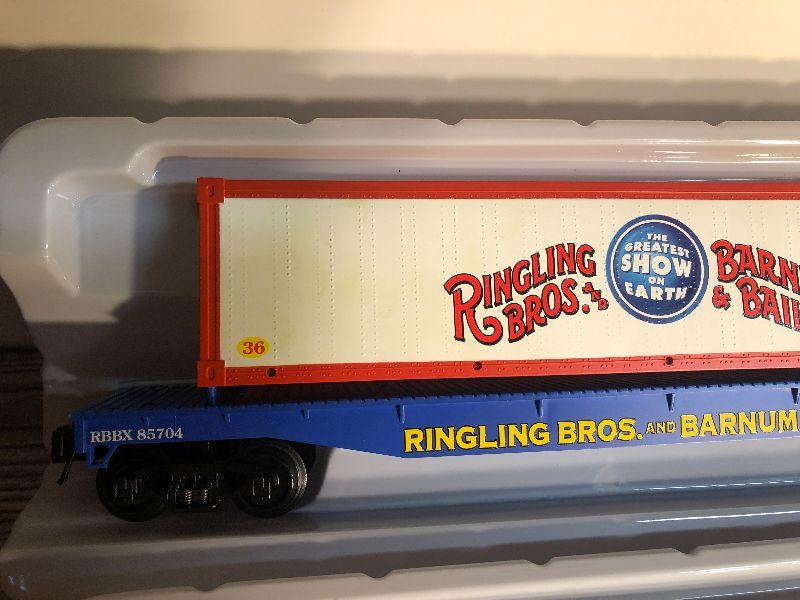 RINGLING
BROS. AND
THE
GREATEST
SHOW
ON
EARTH
& 
36
RBBX 85704
RINGLING BROS. AND BARNUM